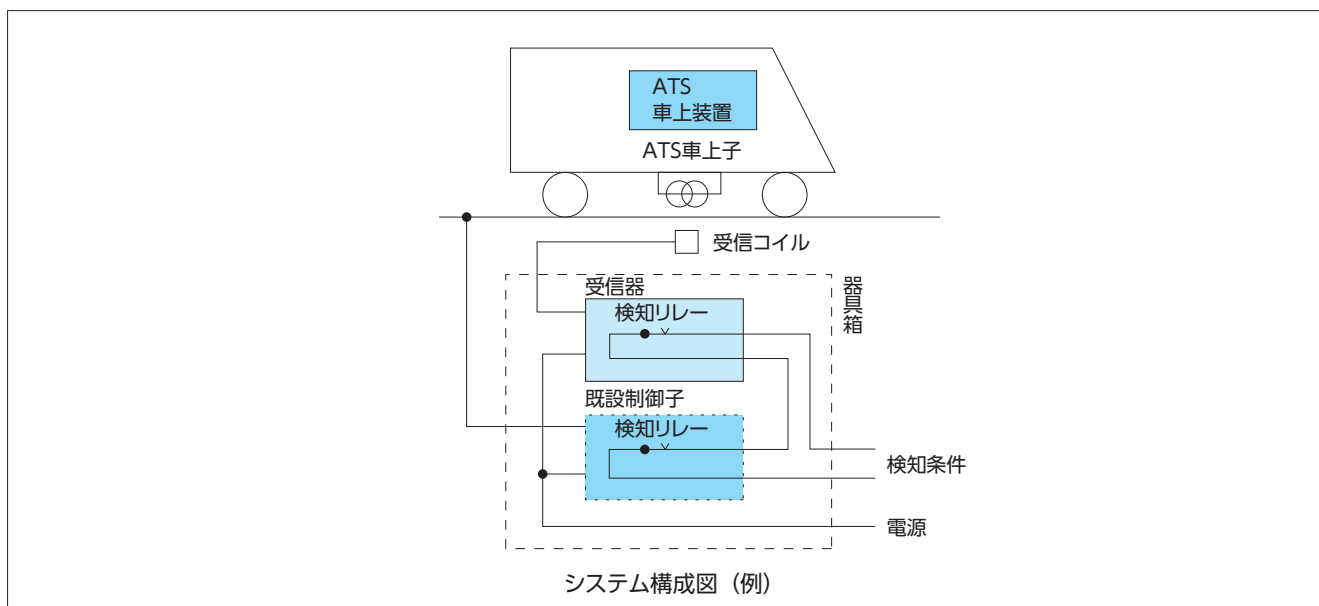 ATS
車上装置
ATS車上子
受信コイル
受信器
検知リレー
器具箱
既設制御子
検知リレー
検知条件
電源
システム構成図（例）